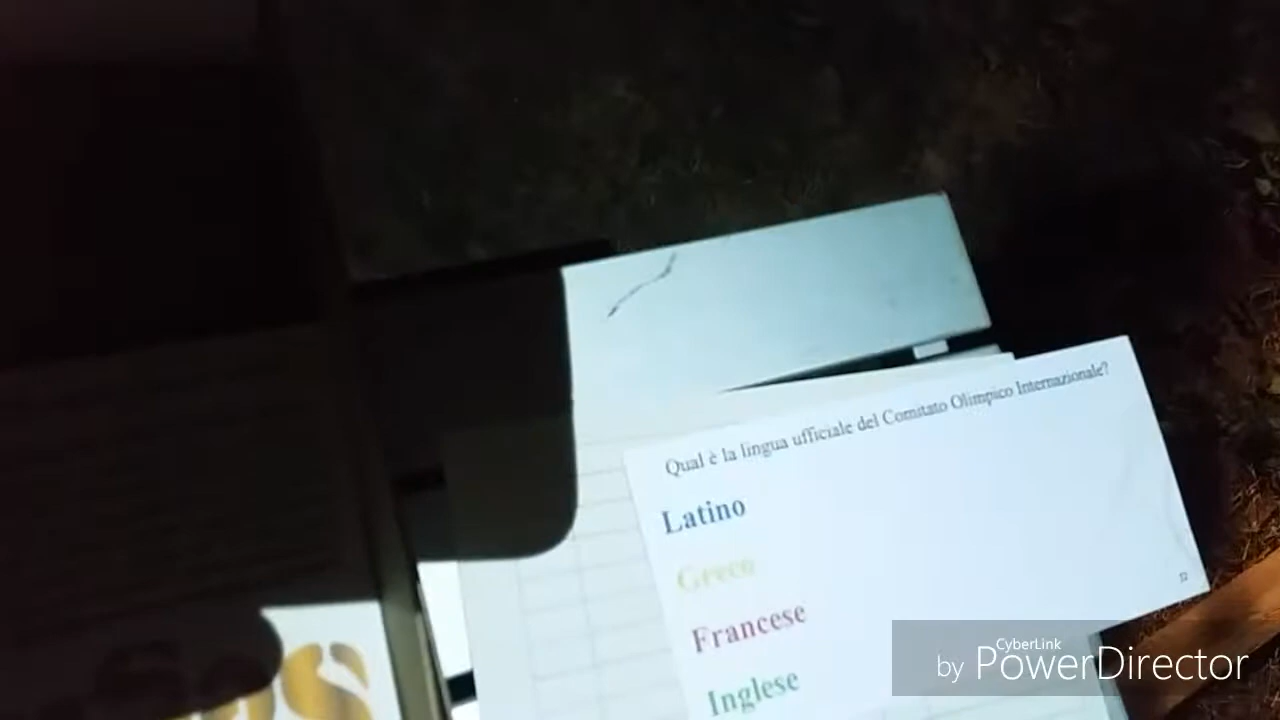 Qual è la lingua ufficiale del Comitato Olimpico Internazionale?
Latino
Greco
Francese
Inglese
CyberLink
by PowerDirector